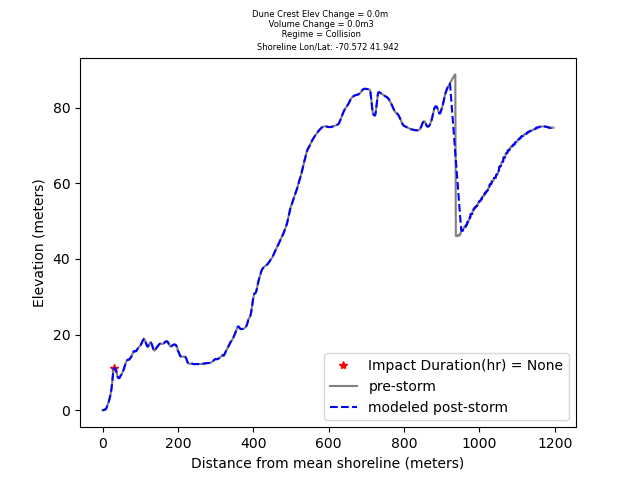 Dune Crest Elev Change = 0.0m
Volume Change = 0.0m3
Regime = Collision
Shoreline Lon/Lat: -70.572 41.942
80
60
40
20
0
Elevation (meters)
Impact Duration(hr) = None
pre-storm
modeled post-storm
0 200 400 600 800 1000 1200
Distance from mean shoreline (meters)